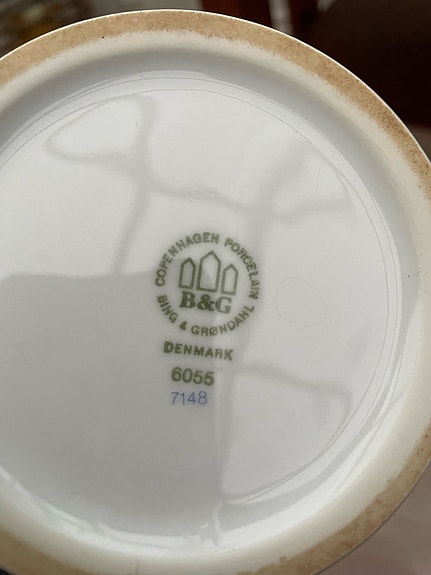 COPENHAGEN PORCELAIN
B&G
BING & GRØNDAHL
DENMARK
6055
7148